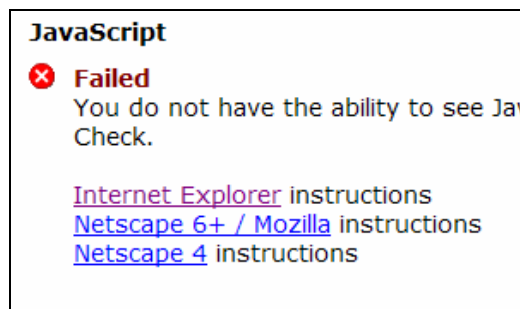 JavaScript
Failed
You do not have the ability to see
Check.
Internet Explorer instructions
Netscape 6+ / Mozilla instructions
Netscape 4 instructions